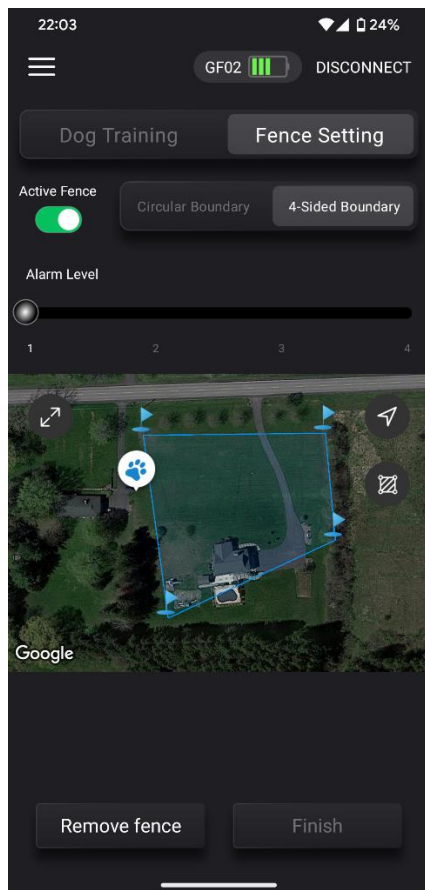 22:03 24%
GF02 DISCONNECT
Dog Training Fence Setting
Active Fence
Circular Boundary 4-Sided Boundary
Alarm Level
1 2 3 4
Google
Remove fence Finish